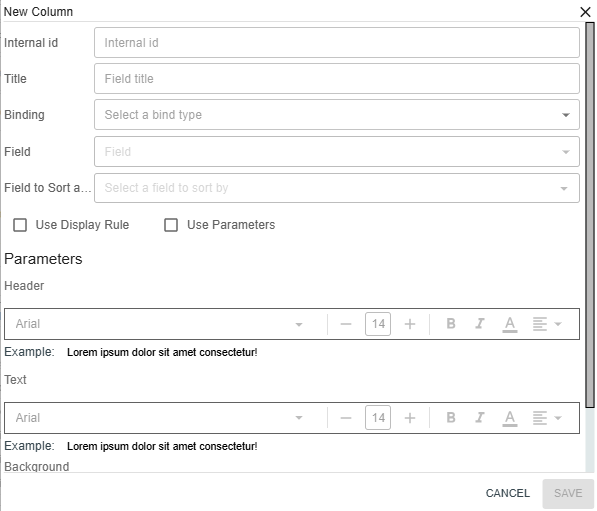 New Column
Internal id Internal id
Title Field title
Binding Select a bind type
Field Field
Field to Sort a... Select a field to sort by
Use Display Rule Use Parameters
Parameters
Header
Arial 14 B I A
Example: Lorem ipsum dolor sit amet consectetur!
Text
Arial 14 B I A
Example: Lorem ipsum dolor sit amet consectetur!
Background
CANCEL SAVE